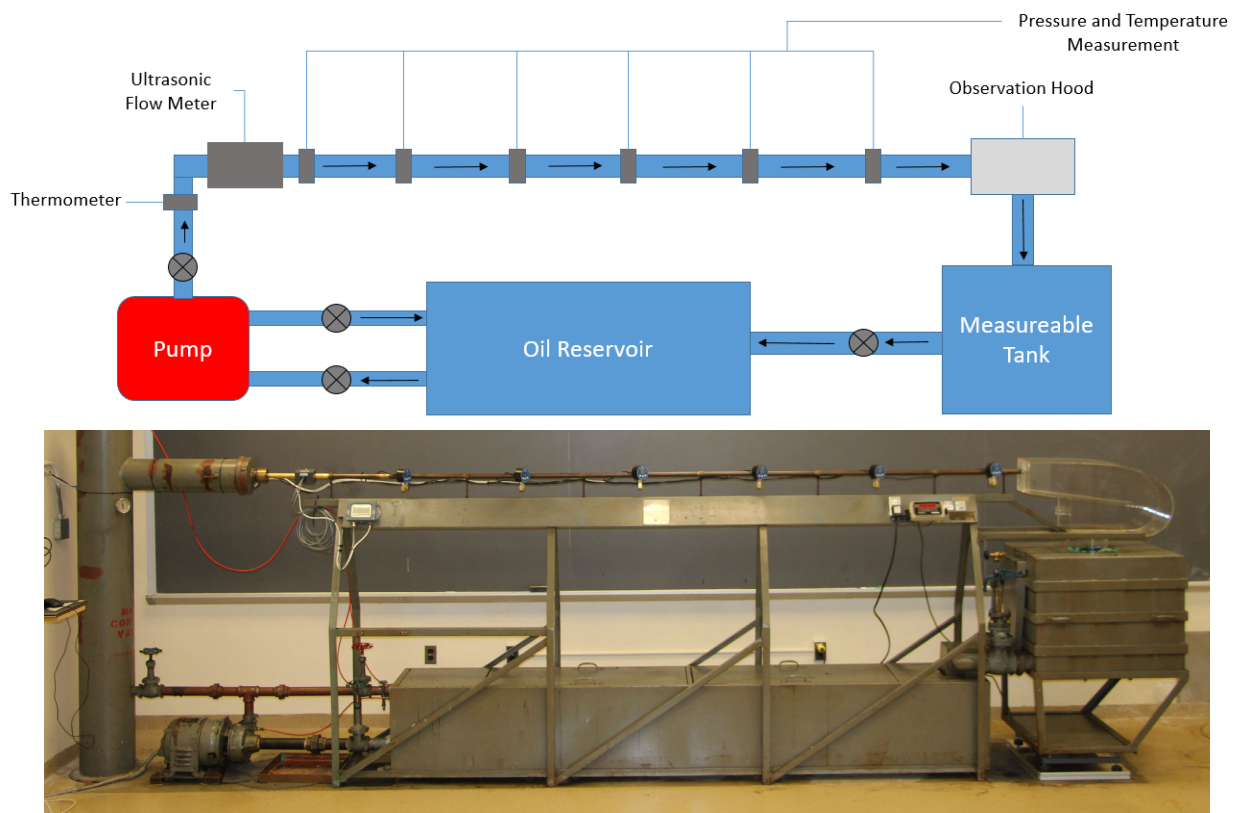 Pressure and Temperature
Measurement
Ultrasonic
Flow Meter
Observation Hood
Thermometer
Pump
Oil Reservoir
Measureable
Tank